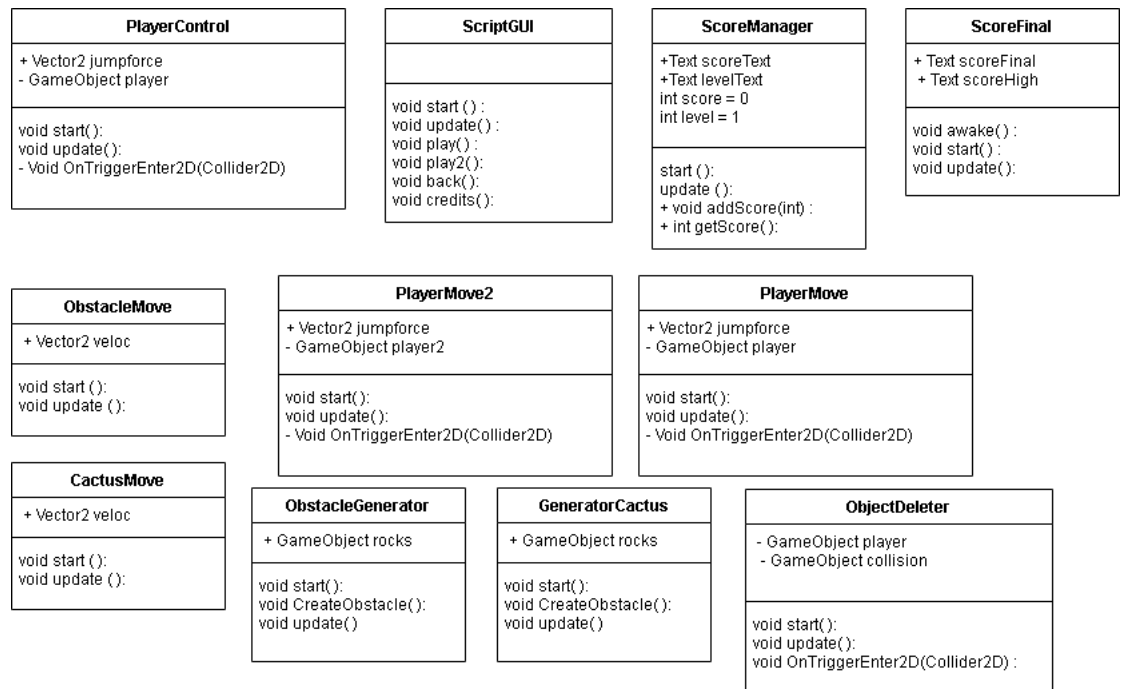 PlayerControl
+ Vector2 jumpforce
- GameObject player
void start():
void update():
- Void OnTriggerEnter2D(Collider2D)
ScriptGUI
void start () :
void update() :
void play() :
void play2():
void back():
void credits():
ScoreManager
+Text scoreText
+Text levelText
int score = 0
int level = 1
start ():
update ():
+ void addScore(int) :
+ int getScore():
ScoreFinal
+ Text scoreFinal
+ Text scoreHigh
void awake() :
void start() :
void update():
ObstacleMove
+ Vector2 veloc
void start ():
void update ():
PlayerMove2
+ Vector2 jumpforce
- GameObject player2
void start():
void update():
- Void OnTriggerEnter2D(Collider2D)
PlayerMove
+ Vector2 jumpforce
- GameObject player
void start():
void update():
- Void OnTriggerEnter2D(Collider2D)
CactusMove
+ Vector2 veloc
void start ():
void update ():
ObstacleGenerator
+ GameObject rocks
void start():
void CreateObstacle():
void update()
GeneratorCactus
+ GameObject rocks
void start():
void CreateObstacle():
void update()
ObjectDeleter
- GameObject player
- GameObject collision
void start():
void update():
void OnTriggerEnter2D(Collider2D) :